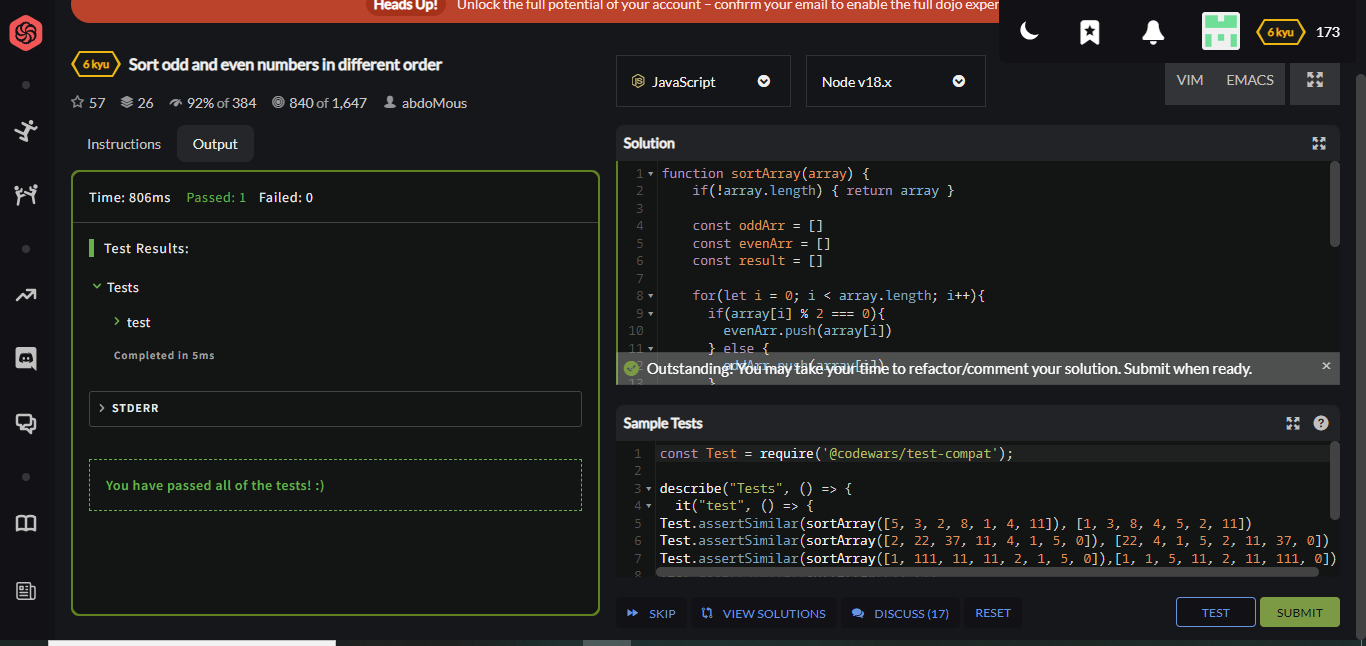 Heads Up! Unlock the full potential of your account – confirm your email to enable the full dojo exper
6 kyu 173
6 kyu Sort odd and even numbers in different order
57 26 92% of 384 840 of 1,647 abdoMous
Instructions Output
Time: 806ms Passed: 1 Failed: 0
Test Results:
Tests
test
Completed in 5ms
STDERR
You have passed all of the tests! :)
JavaScript Node v18.x VIM EMACS
Solution
1 function sortArray(array) {
2 if(!array.length) { return array }
3
4 const oddArr = []
5 const evenArr = []
6 const result = []
7
8 for(let i = 0; i < array.length; i++){
9 if(array[i] % 2 === 0){
10 evenArr.push(array[i])
11 } else {
12 oddArr.push(array[i])
13 }
Outstanding! You may take your time to refactor/comment your solution. Submit when ready.
Sample Tests
1 const Test = require('@codewars/test-compat');
2
3 describe("Tests", () => {
4 it("test", () => {
5 Test.assertSimilar(sortArray([5, 3, 2, 8, 1, 4, 11]), [1, 3, 8, 4, 5, 2, 11])
6 Test.assertSimilar(sortArray([2, 22, 37, 11, 4, 1, 5, 0]), [22, 4, 1, 5, 2, 11, 37, 0])
7 Test.assertSimilar(sortArray([1, 111, 11, 11, 2, 1, 5, 0]),[1, 1, 5, 11, 2, 11, 111, 0])
8
SKIP VIEW SOLUTIONS DISCUSS (17) RESET TEST SUBMIT